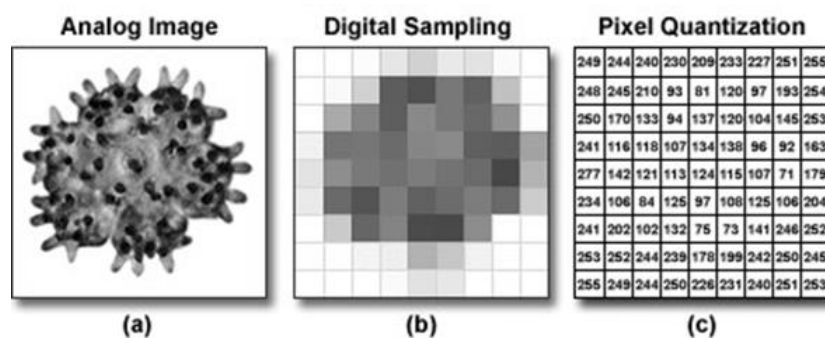 Analog Image
Digital Sampling
Pixel Quantization
249 244 240 230 209 233 227 251 255
248 245 210 93 81 120 97 193 254
250 170 133 94 137 120 104 145 253
241 116 118 107 134 138 96 92 163
277 142 121 113 124 115 107 71 179
234 106 84 125 97 108 125 106 204
241 202 102 132 75 73 141 246 252
253 252 244 239 178 199 242 250 245
255 249 244 250 226 231 240 251 253
(a)
(b)
(c)